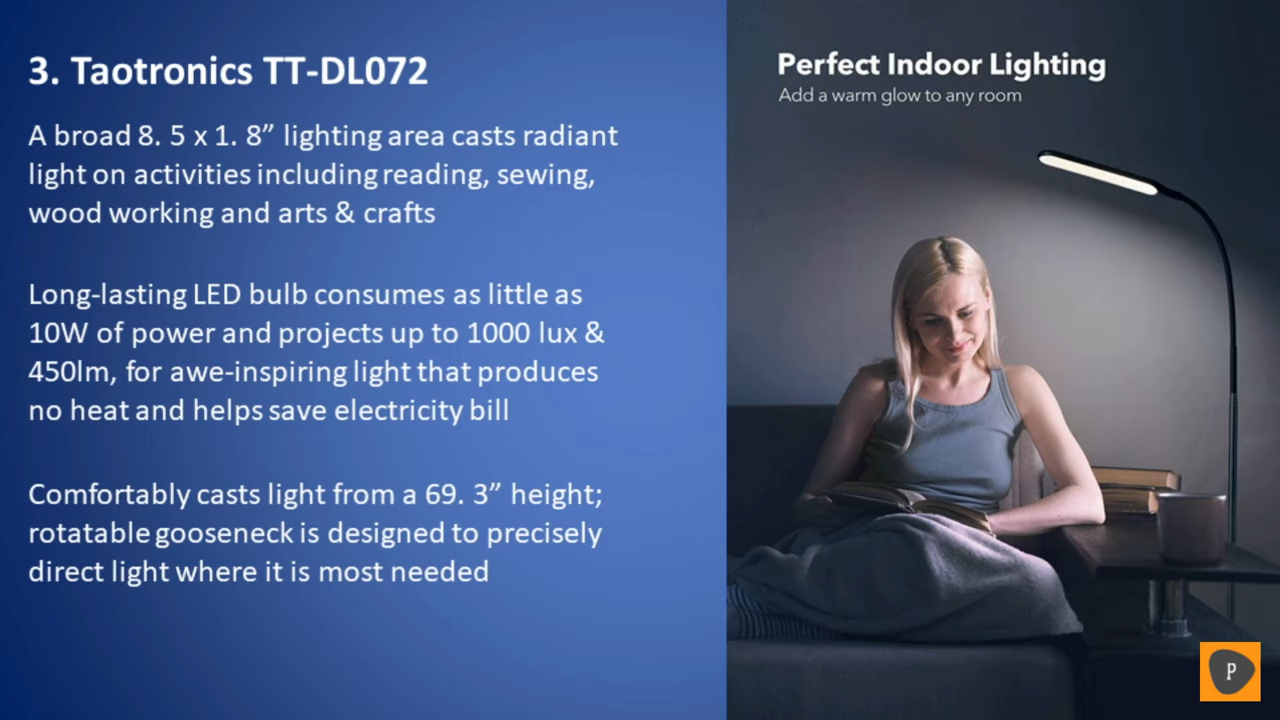 3. Taotronics TT-DL072
A broad 8. 5 x 1. 8” lighting area casts radiant
light on activities including reading, sewing,
wood working and arts & crafts
Long-lasting LED bulb consumes as little as
10W of power and projects up to 1000 lux &
450lm, for awe-inspiring light that produces
no heat and helps save electricity bill
Comfortably casts light from a 69. 3” height;
rotatable gooseneck is designed to precisely
direct light where it is most needed
Perfect Indoor Lighting
Add a warm glow to any room
P